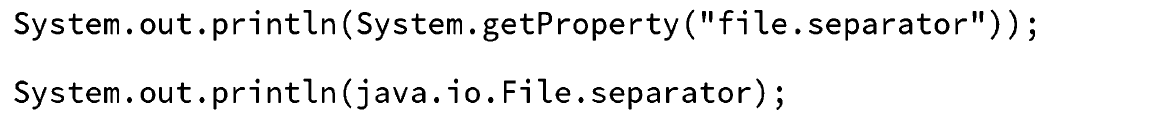 System.out.println(System.getProperty("file.separator"));
System.out.println(java.io.File.separator);